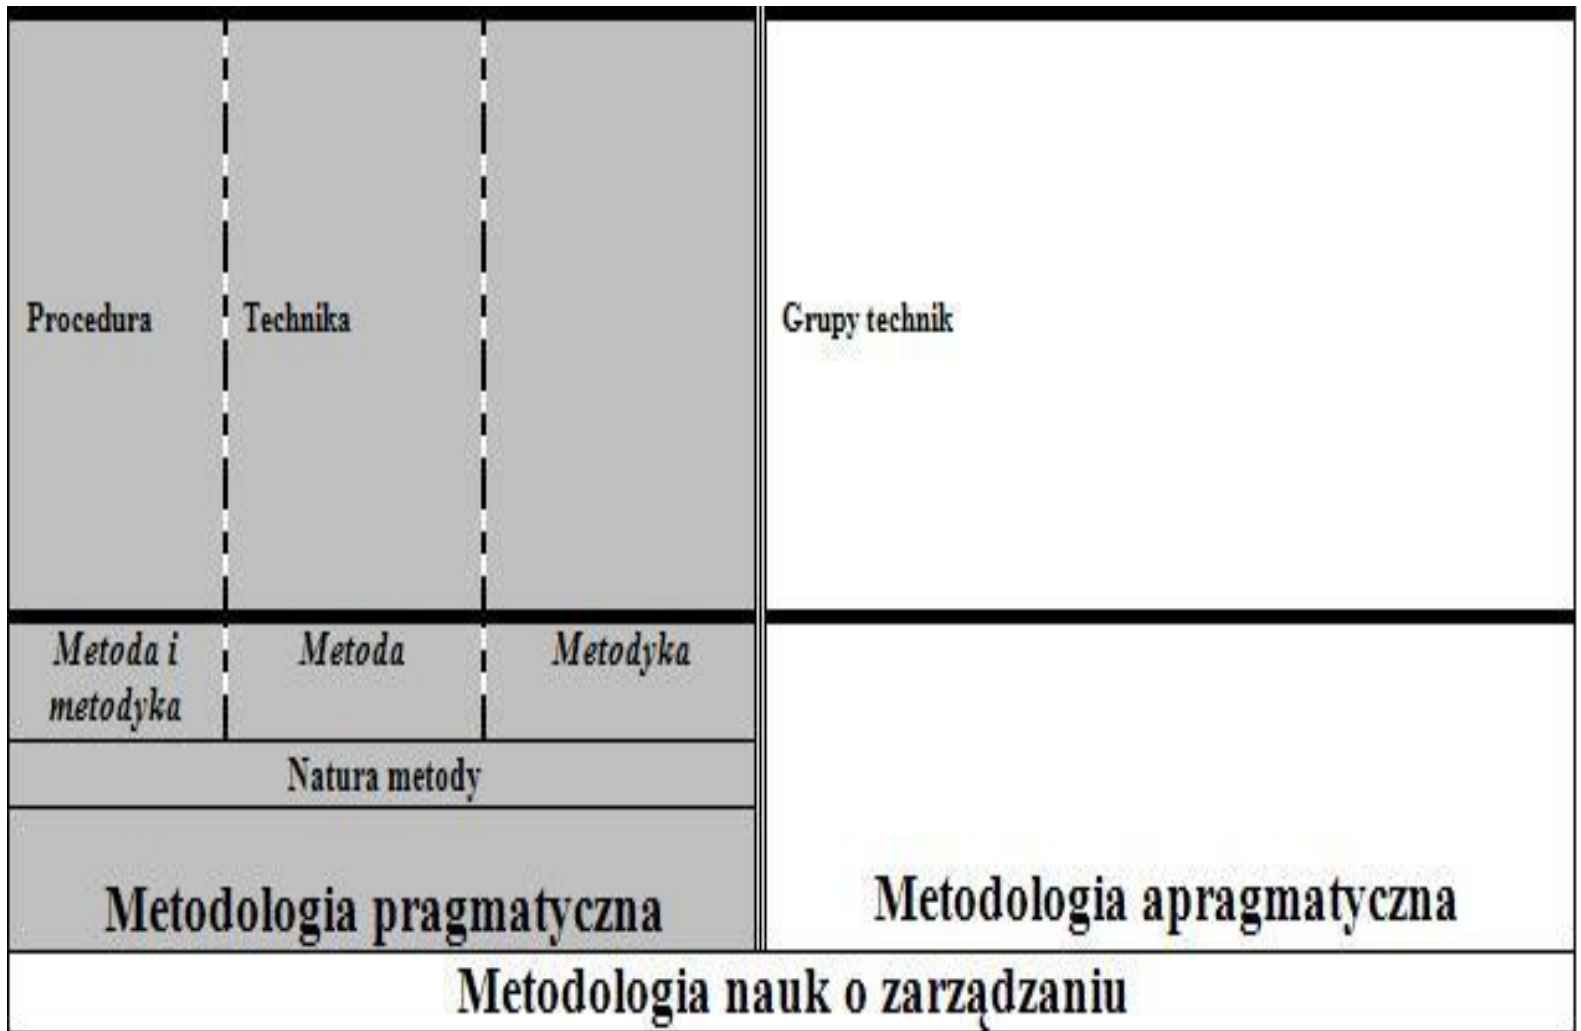 Procedura
Technika
Grupy technik
Metoda i
metodyka
Metoda
Metodyka
Natura metody
Metodologia pragmatyczna
Metodologia apragmatyczna
Metodologia nauk o zarządzaniu